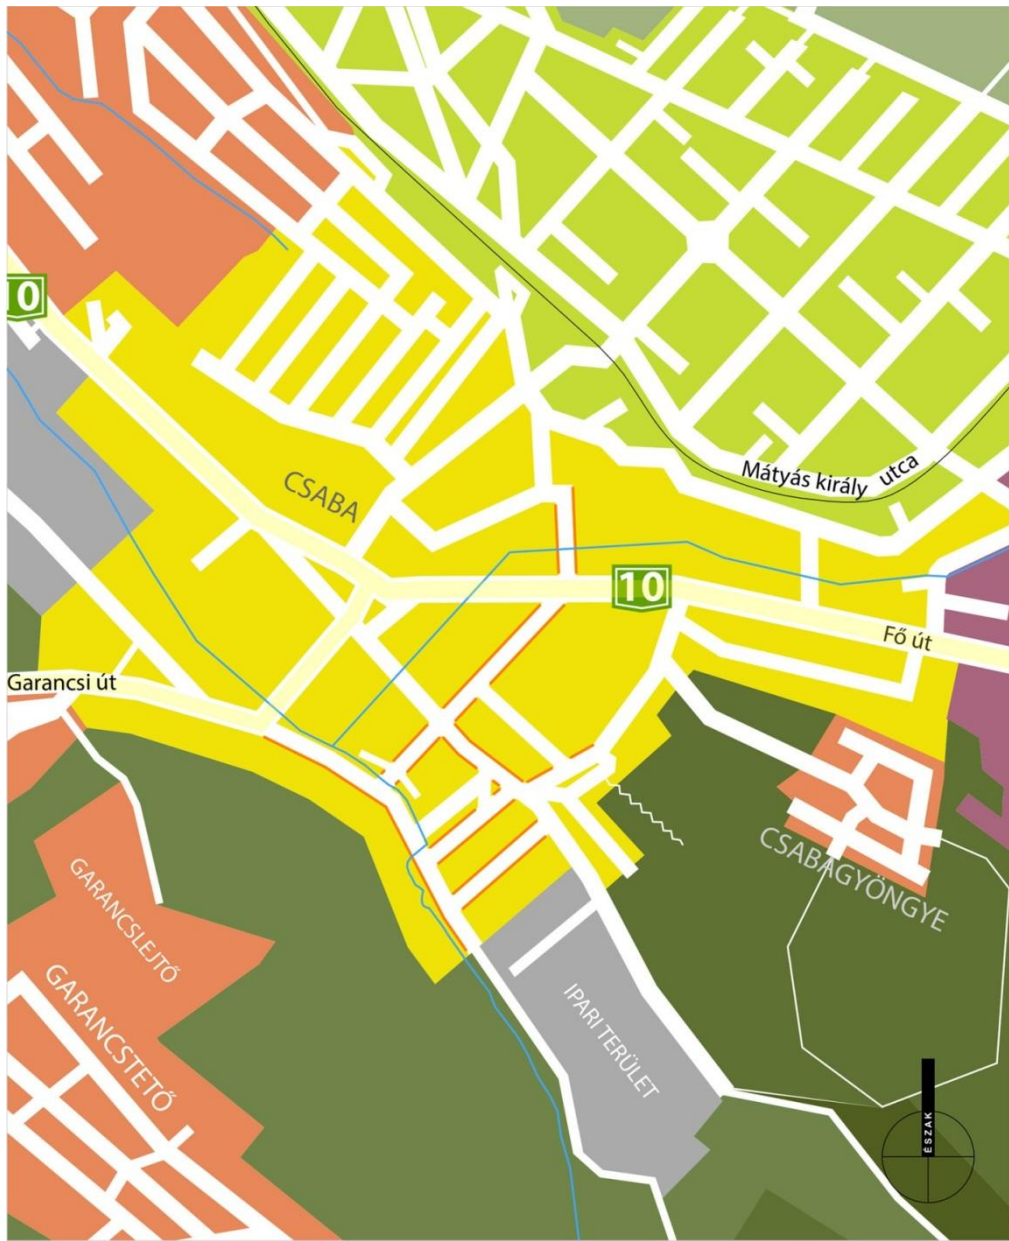 10
CSABA
Mátyás király utca
10
Fő út
Garancsi út
CSABAGYÖNGYE
GARANCSLEJTŐ
GARANCSTETŐ
IPARI TERÜLET
ÉSZAK